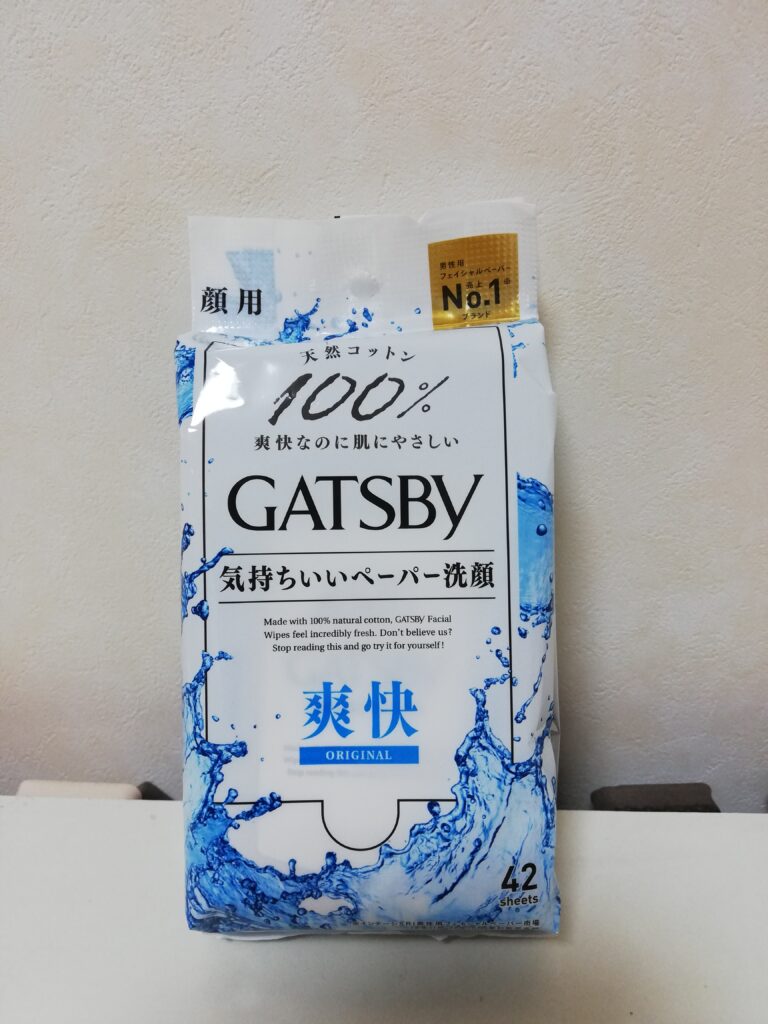 顔用
男性用
フェイシャルペーパー
売上
No.1※
ブランド
天然コットン
100%
爽快なのに肌にやさしい
GATSBY
気持ちいいペーパー洗顔
Made with 100% natural cotton, GATSBY Facial
Wipes feel incredibly fresh. Don't believe us?
Stop reading this and go try it for yourself!
爽快
ORIGINAL
42
sheets